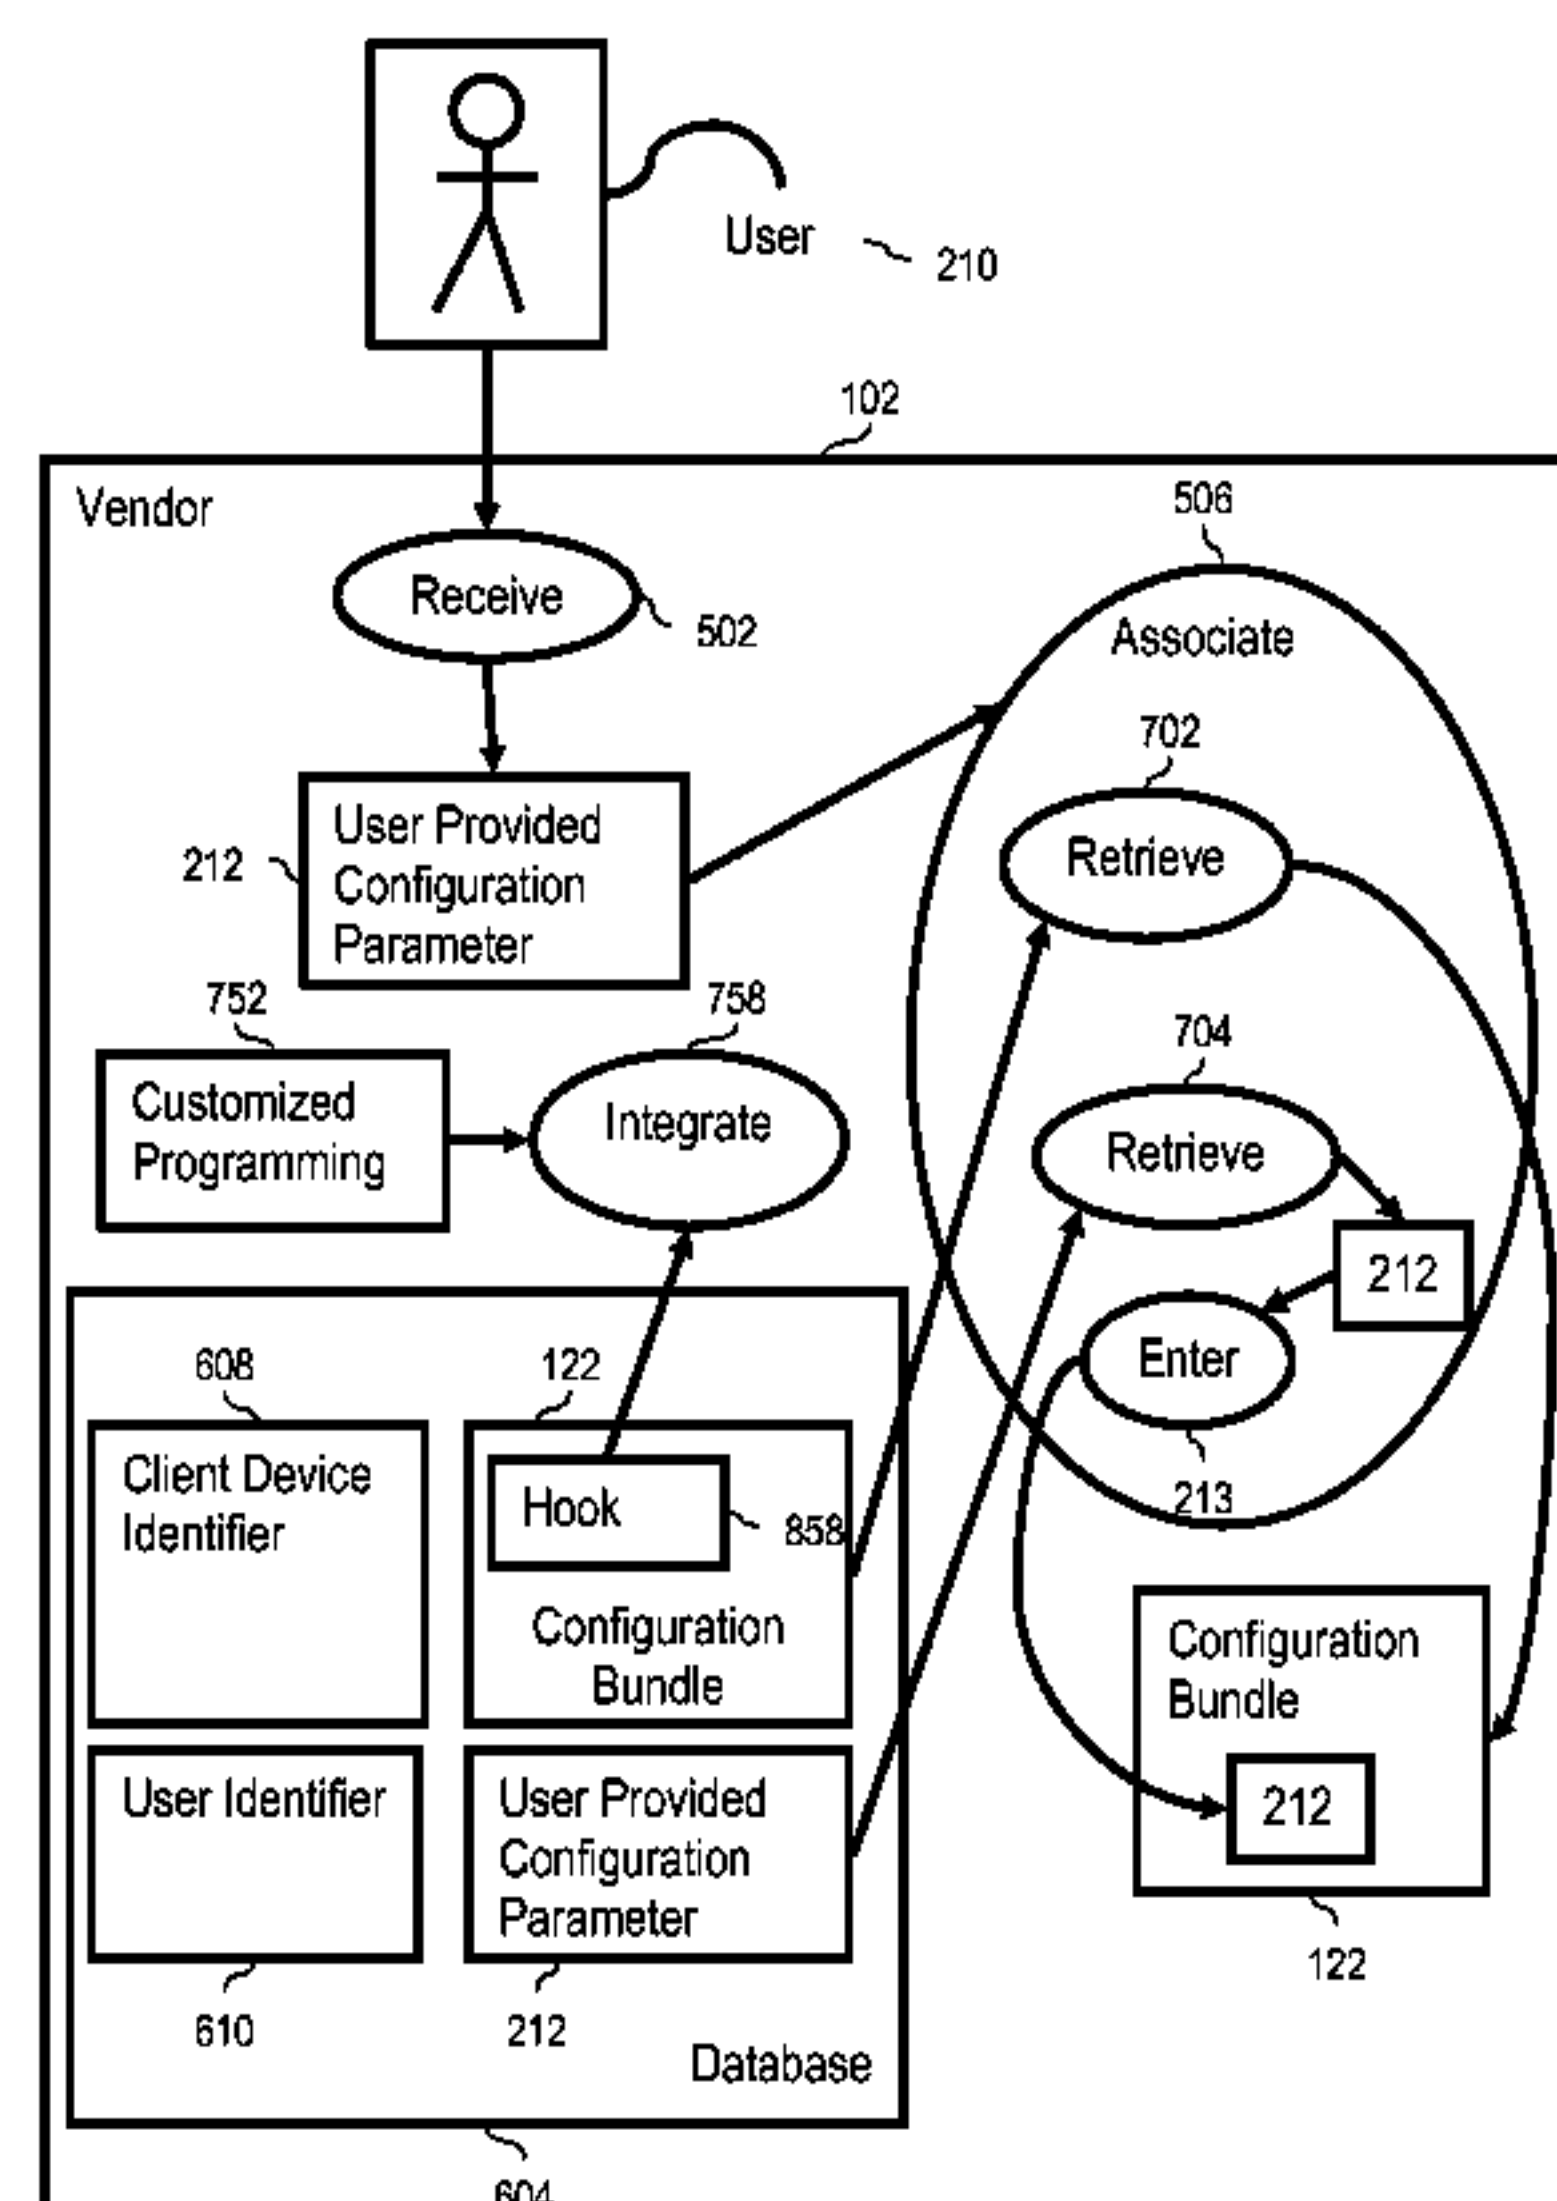 User
210
102
Vendor
506
Receive
502
Associate
702
User Provided
Configuration
Parameter
212
Retrieve
752
758
704
Customized
Programming
Integrate
Retrieve
212
Enter
213
608
122
Client Device
Identifier
Hook
858
Configuration
Bundle
Configuration
Bundle
212
122
User Identifier
User Provided
Configuration
Parameter
610
212
Database
604